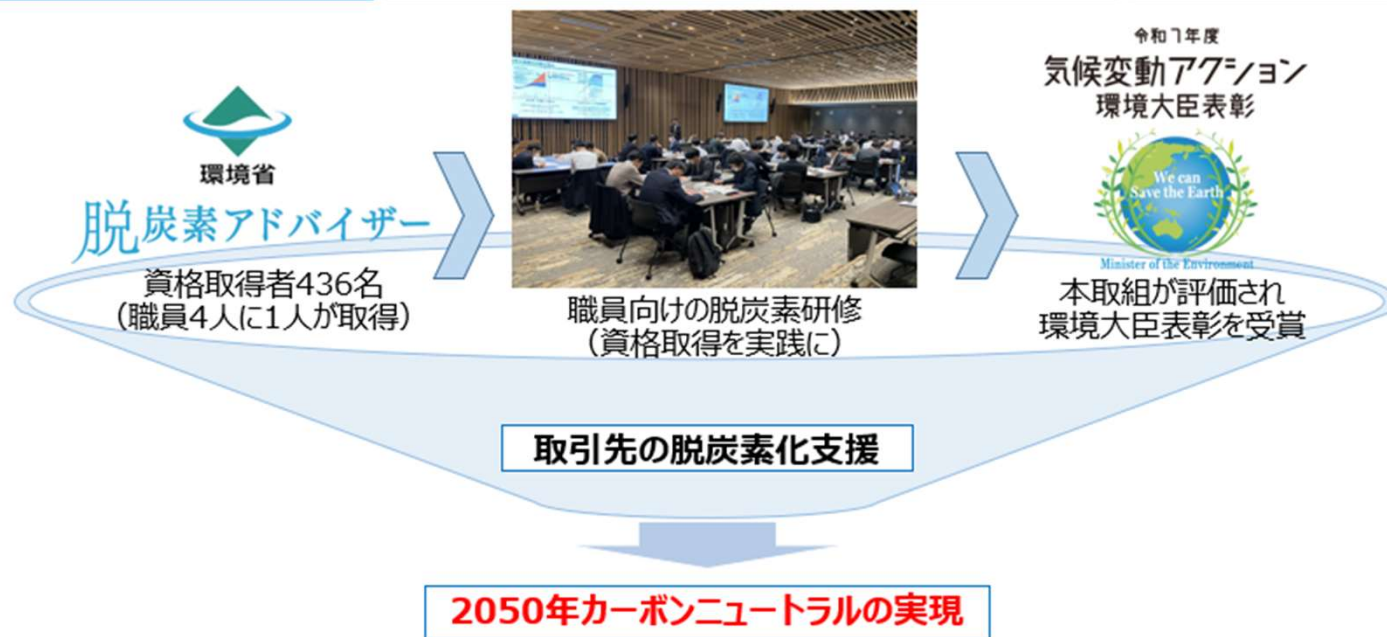 環境省
脱炭素アドバイザー
資格取得者436名
（職員4人に1人が取得）
職員向けの脱炭素研修
（資格取得を実践に）
令和7年度
気候変動アクション
環境大臣表彰
We can
Save the Earth
Minister of the Environment
本取組が評価され
環境大臣表彰を受賞
取引先の脱炭素化支援
2050年カーボンニュートラルの実現